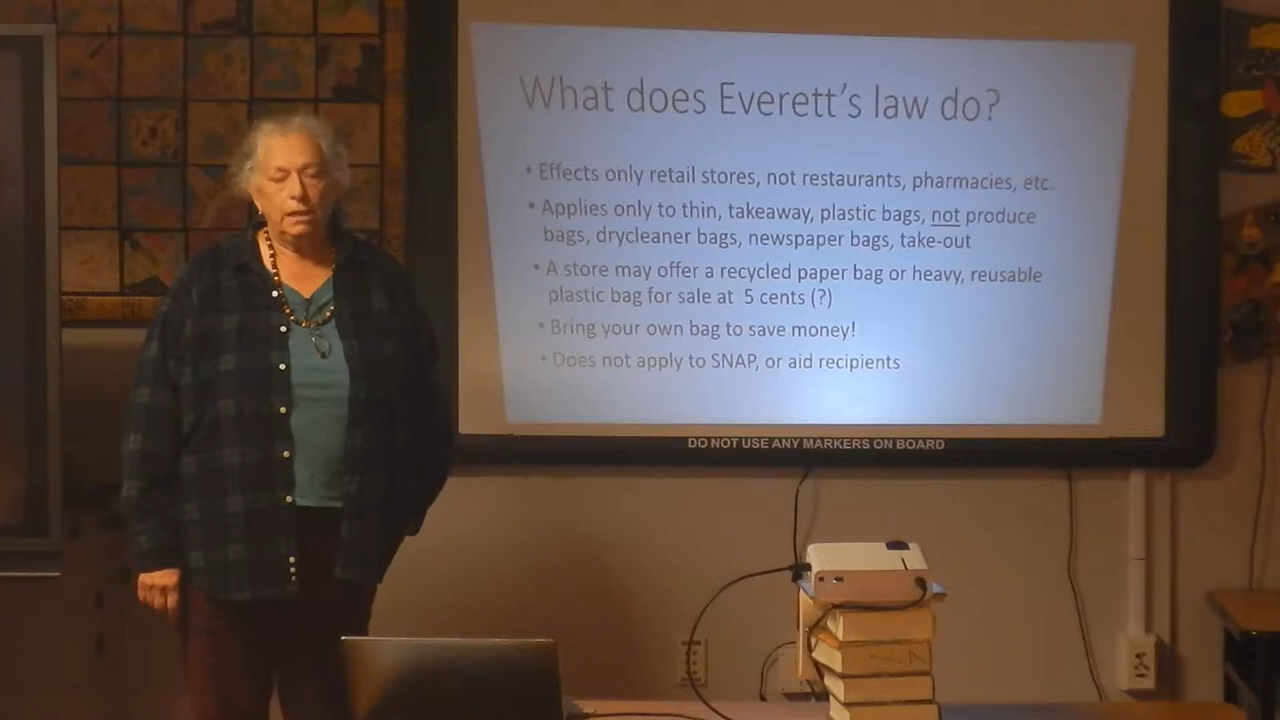 What does Everett's law do?
• Effects only retail stores, not restaurants, pharmacies, etc.
• Applies only to thin, takeaway, plastic bags, not produce
bags, drycleaner bags, newspaper bags, take-out
• A store may offer a recycled paper bag or heavy, reusable
plastic bag for sale at 5 cents (?)
• Bring your own bag to save money!
• Does not apply to SNAP, or aid recipients
DO NOT USE ANY MARKERS ON BOARD